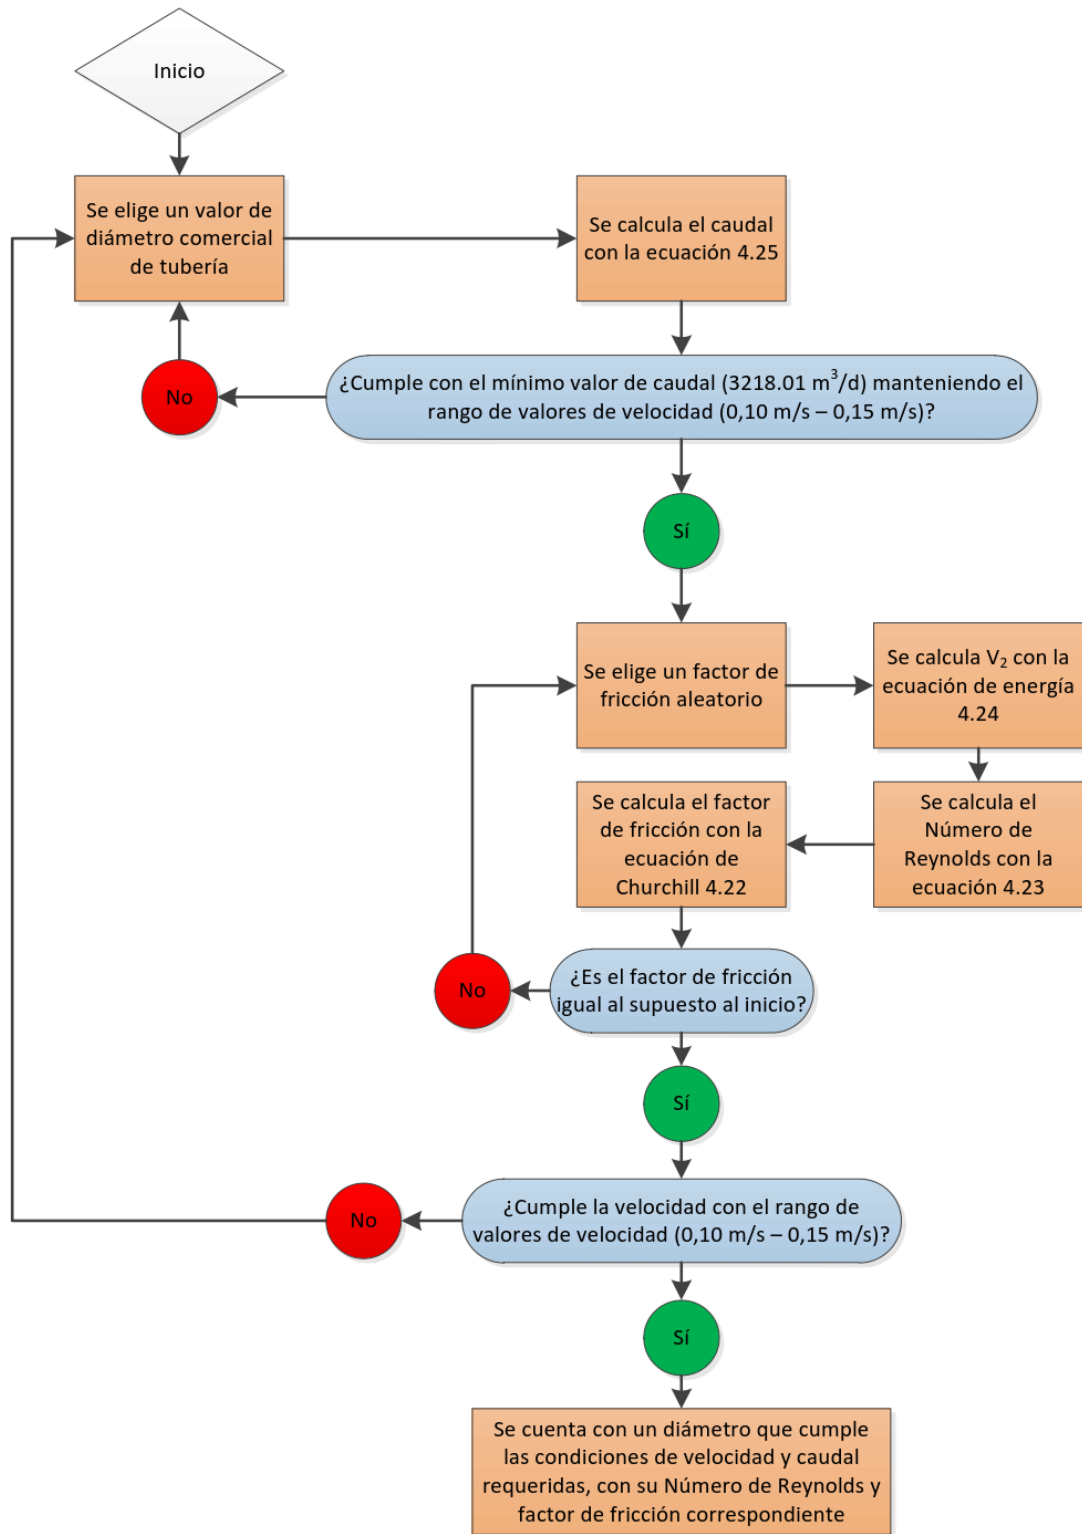 Inicio
Se elige un valor de
diámetro comercial
de tubería
Se calcula el caudal
con la ecuación 4.25
¿Cumple con el mínimo valor de caudal (3218.01 m³/d) manteniendo el
rango de valores de velocidad (0,10 m/s – 0,15 m/s)?
No
Sí
Se elige un factor de
fricción aleatorio
Se calcula V₂ con la
ecuación de energía
4.24
Se calcula el
Número de
Reynolds con la
ecuación 4.23
Se calcula el factor
de fricción con la
ecuación de
Churchill 4.22
¿Es el factor de fricción
igual al supuesto al inicio?
No
Sí
¿Cumple la velocidad con el rango de
valores de velocidad (0,10 m/s – 0,15 m/s)?
No
Sí
Se cuenta con un diámetro que cumple
las condiciones de velocidad y caudal
requeridas, con su Número de Reynolds y
factor de fricción correspondiente